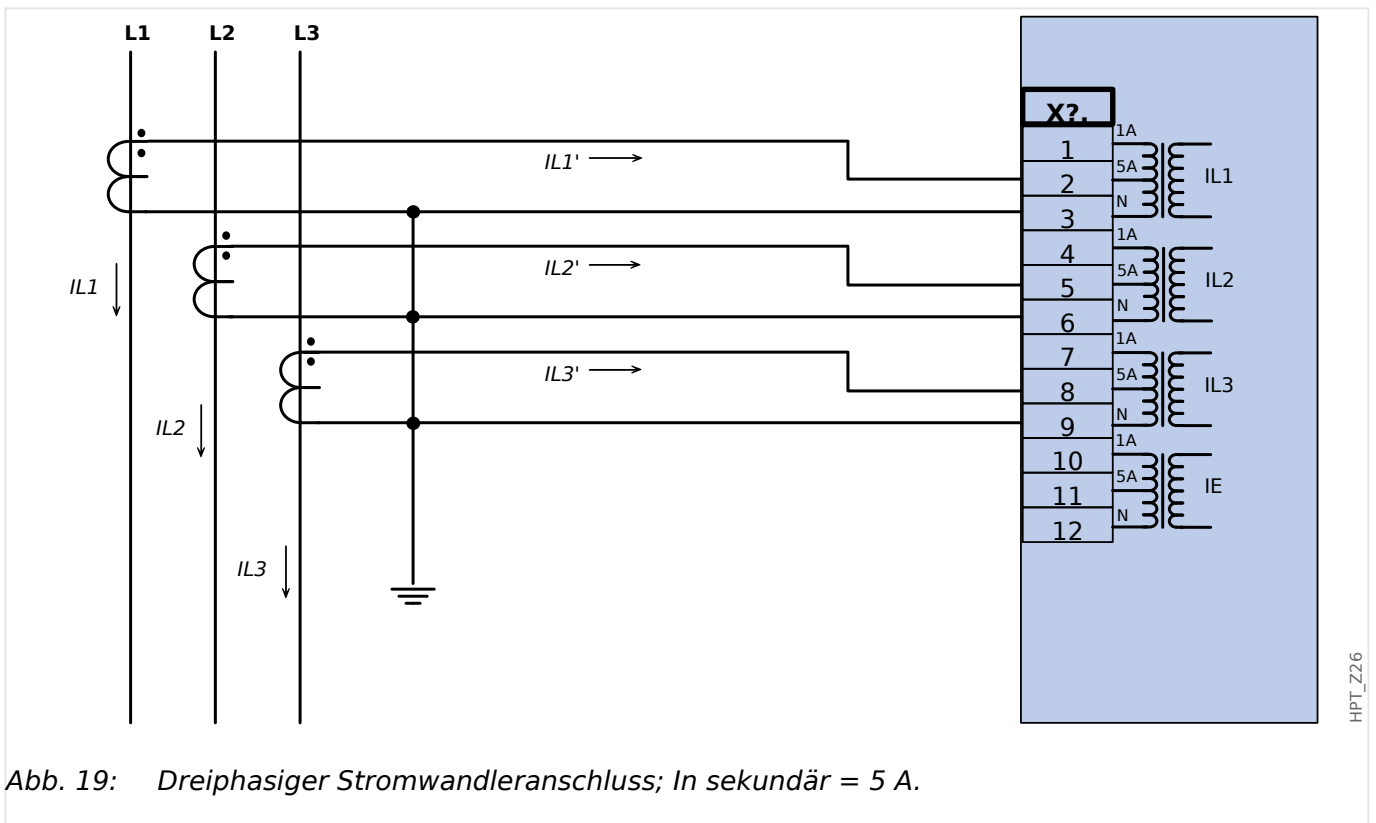 L1 L2 L3
X?.
1A
1
5A
IL1
2
N
3
1A
4
5A
IL2
5
N
6
1A
7
5A
IL3
8
N
9
1A
10
5A
IE
11
N
12
IL1'
IL2'
IL3'
IL1
IL2
IL3
HPT_Z26
Abb. 19: Dreiphasiger Stromwandleranschluss; In sekundär = 5 A.